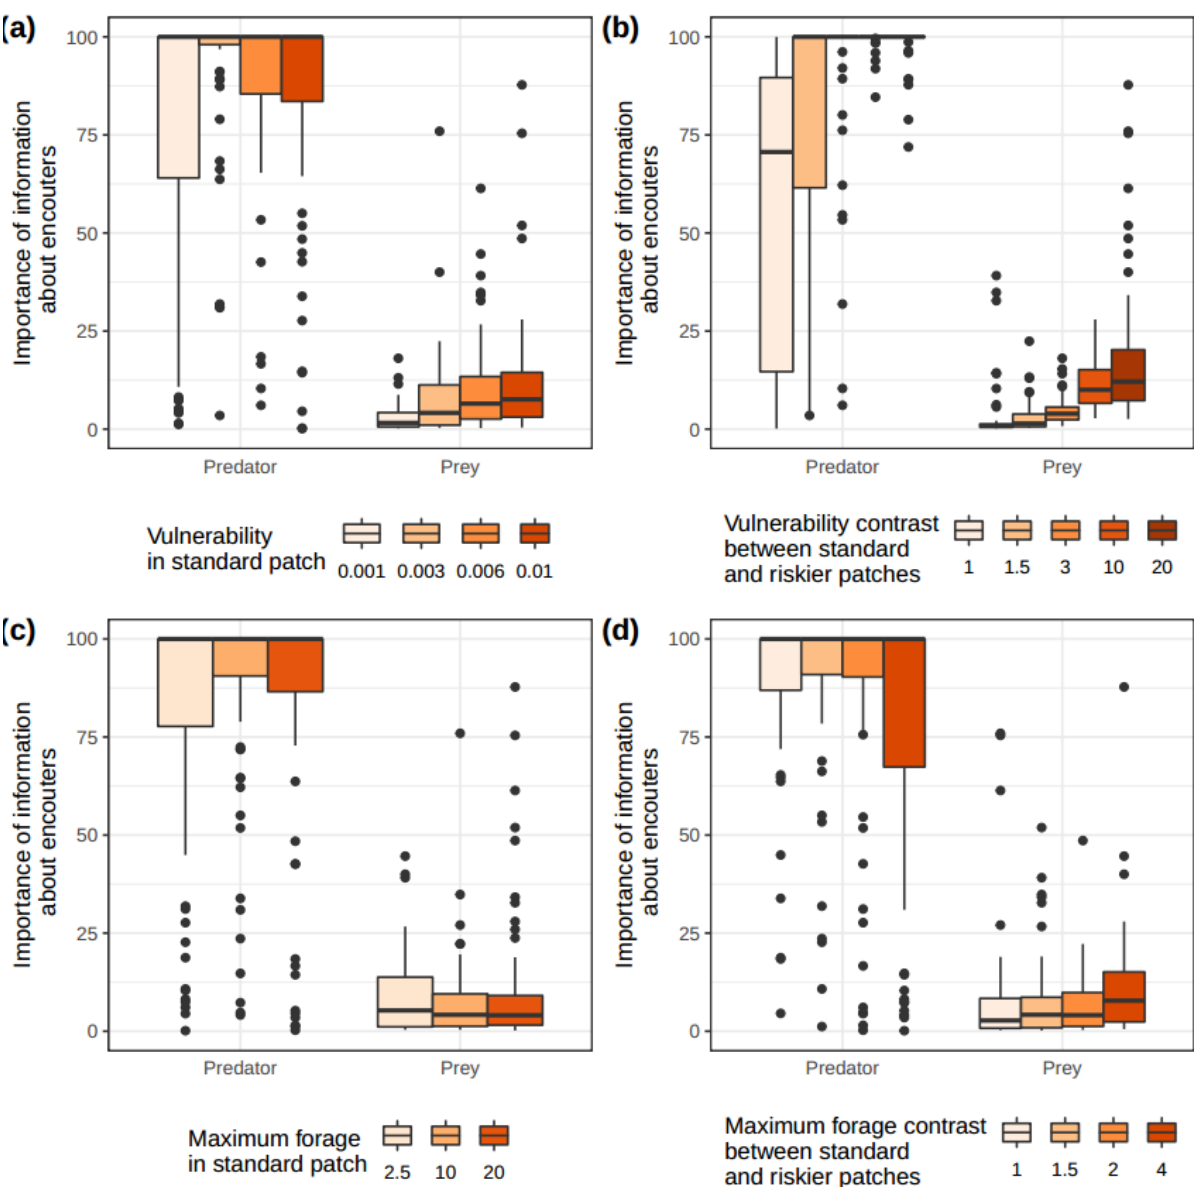 (a)
100
75
50
25
0
Importance of information
about encouters
Predator
Prey
Vulnerability
in standard patch
0.001 0.003 0.006 0.01
(b)
100
75
50
25
0
Importance of information
about encouters
Predator
Prey
Vulnerability contrast
between standard
and riskier patches
1 1.5 3 10 20
(c)
100
75
50
25
0
Importance of information
about encouters
Predator
Prey
Maximum forage
in standard patch
2.5 10 20
(d)
100
75
50
25
0
Importance of information
about encouters
Predator
Prey
Maximum forage contrast
between standard
and riskier patches
1 1.5 2 4